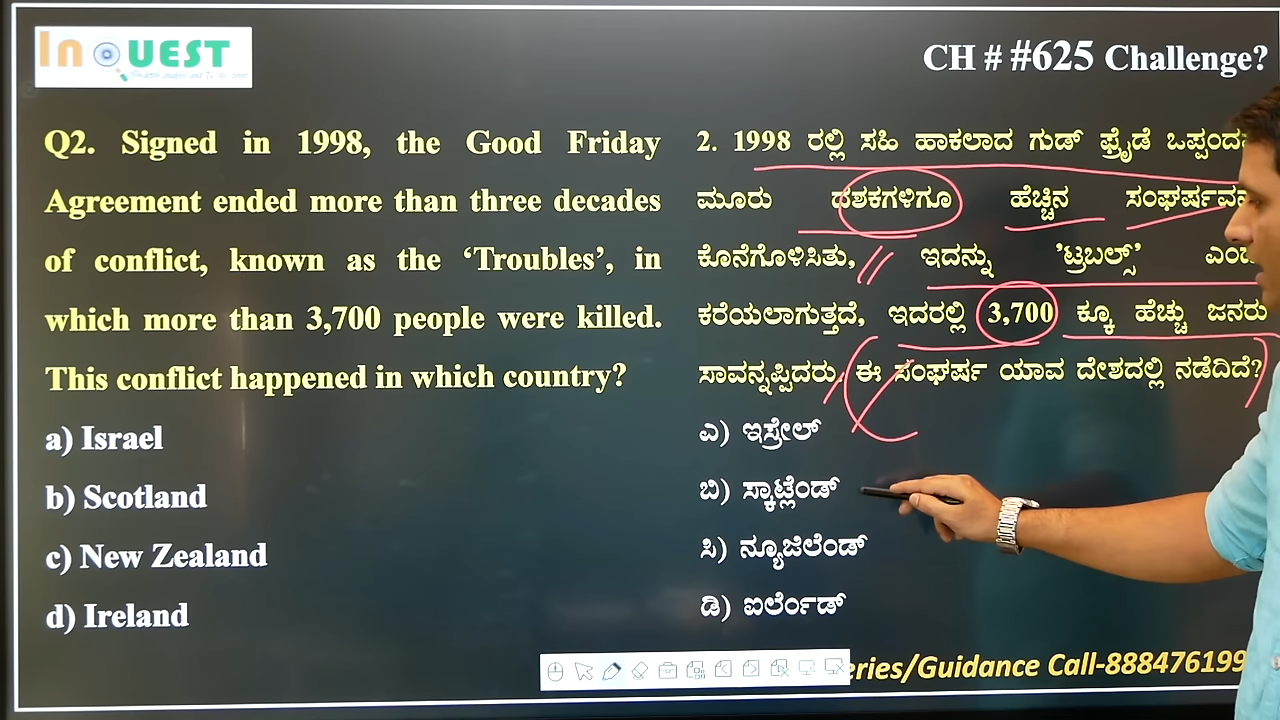 InQUEST
CH # #625 Challenge?
Q2. Signed in 1998, the Good Friday
Agreement ended more than three decades
of conflict, known as the ‘Troubles’, in
which more than 3,700 people were killed.
This conflict happened in which country?
a) Israel
b) Scotland
c) New Zealand
d) Ireland
2. 1998 ರಲ್ಲಿ ಸಹಿ ಹಾಕಲಾದ ಗುಡ್ ಫ್ರೈಡೆ
ಮೂರು ದಶಕಗಳಿಗೂ ಹೆಚ್ಚಿನ
ಕೊನೆಗೊಳಿಸಿತು, ಇದನ್ನು ’ಟ್ರಬಲ್ಸ್’
ಕರೆಯಲಾಗುತ್ತದೆ, ಇದರಲ್ಲಿ 3,700 ಕ್ಕೂ ಹೆಚ್ಚು ಜನರು
ಸಾವನ್ನಪ್ಪಿದರು, ಈ ಸಂಘರ್ಷ ಯಾವ ದೇಶದಲ್ಲಿ ನಡೆದಿದೆ?
ಎ) ಇಸ್ರೇಲ್
ಬಿ) ಸ್ಕಾಟ್ಲೆಂಡ್
ಸಿ) ನ್ಯೂಜಿಲೆಂಡ್
ಡಿ) ಐರ್ಲೆಂಡ್
/Guidance Call-888476199